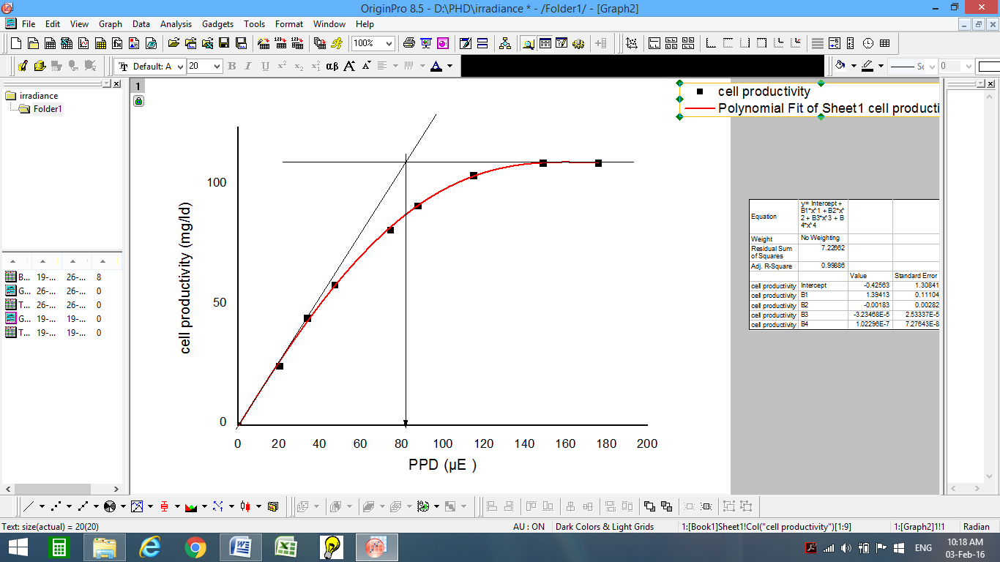 OriginPro 8.5 - D:\PHD\irradiance * - /Folder1/ - [Graph2]
File Edit View Graph Data Analysis Gadgets Tools Format Window Help
100%
Default: A 20 B I U αβ A A A 0
irradiance
Folder1
B... 19-... 26-... 8
G... 19-... 26-... 0
T... 26-... 26-... 0
G... 19-... 19-... 0
T... 19-... 19-... 0
1
cell productivity
Polynomial Fit of Sheet1 cell producti
cell productivity (mg/ld)
100
50
0
0 20 40 60 80 100 120 140 160 180 200
PPD (µE )
Equation y= Intercept +
B1*x^1 + B2*x^
2 + B3*x^3 + B
4*x^4
Weight No Weighting
Residual Sum
of Squares 7.22662
Adj. R-Square 0.99886
Value Standard Error
cell productivity Intercept -0.42563 1.30841
cell productivity B1 1.39413 0.11104
cell productivity B2 -0.00183 0.00282
cell productivity B3 -3.23468E-5 2.53337E-5
cell productivity B4 1.02296E-7 7.27643E-8
Text: size(actual) = 20(20) AU : ON Dark Colors & Light Grids 1:[Book1]Sheet1!Col("cell productivity")[1:9] 1:[Graph2]1!1 Radian
ENG
10:18 AM
03-Feb-16